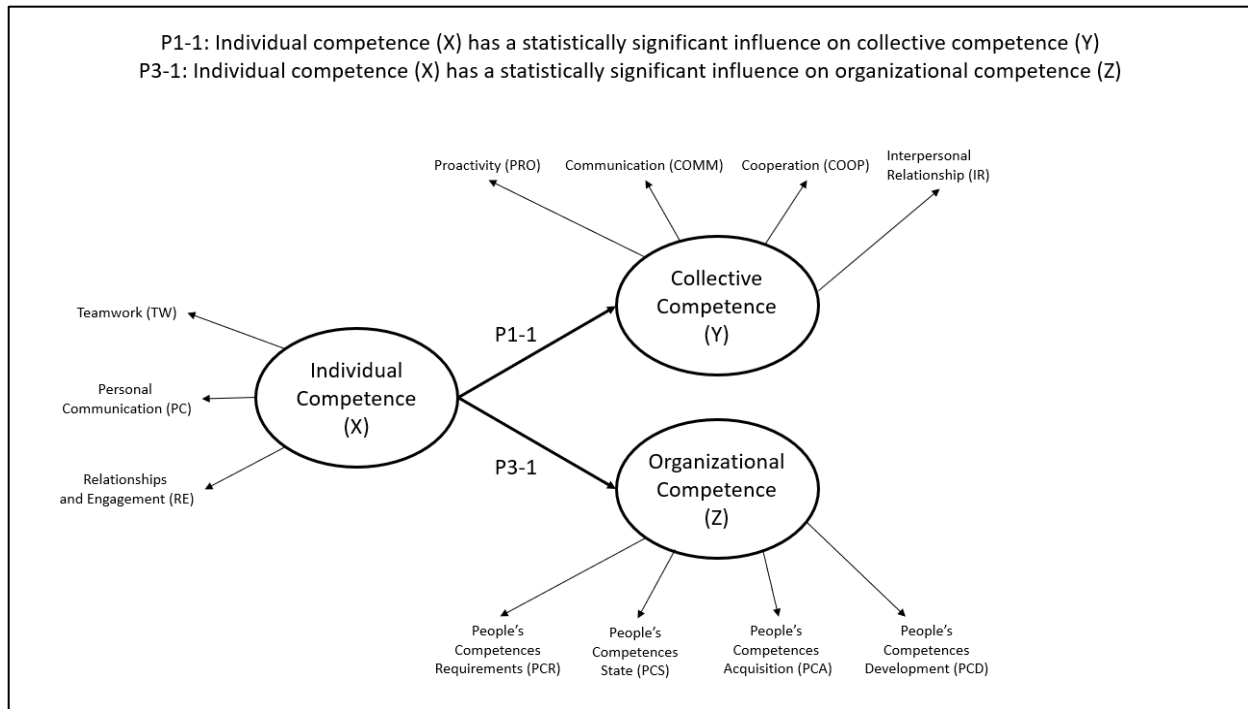 P1-1: Individual competence (X) has a statistically significant influence on collective competence (Y)
P3-1: Individual competence (X) has a statistically significant influence on organizational competence (Z)
Proactivity (PRO)
Communication (COMM)
Cooperation (COOP)
Interpersonal
Relationship (IR)
Collective
Competence
(Y)
Teamwork (TW)
P1-1
Individual
Competence
(X)
Personal
Communication (PC)
P3-1
Relationships
and Engagement (RE)
Organizational
Competence
(Z)
People's
Competences
Requirements (PCR)
People's
Competences
State (PCS)
People's
Competences
Acquisition (PCA)
People's
Competences
Development (PCD)